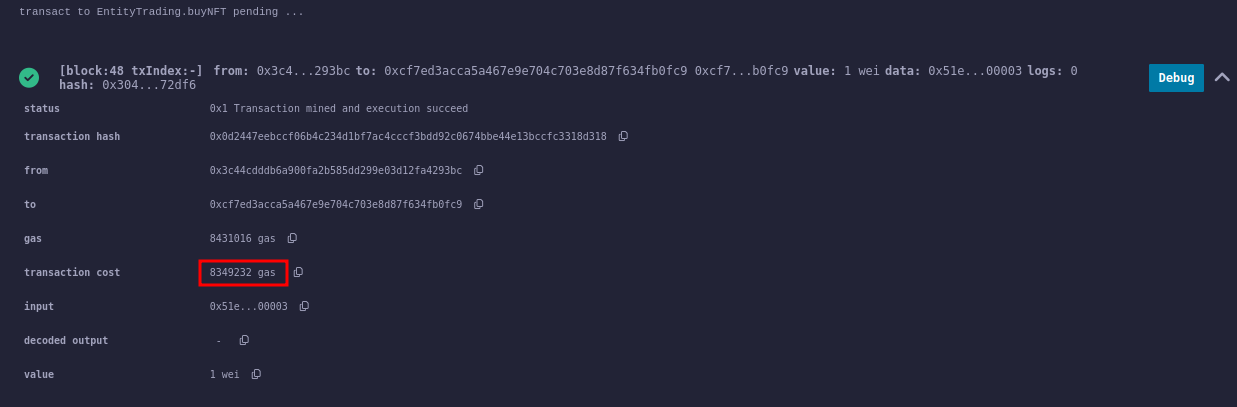 transact to EntityTrading.buyNFT pending ...
[block:48 txIndex:-] from: 0x3c4...293bc to: 0xcf7ed3acca5a467e9e704c703e8d87f634fb0fc9 0xcf7...b0fc9 value: 1 wei data: 0x51e...00003 logs: 0
hash: 0x304...72df6
Debug
status 0x1 Transaction mined and execution succeed
transaction hash 0x0d2447eebccf06b4c234d1bf7ac4cccf3bdd92c0674bbe44e13bccfc3318d318
from 0x3c44cdddb6a900fa2b585dd299e03d12fa4293bc
to 0xcf7ed3acca5a467e9e704c703e8d87f634fb0fc9
gas 8431016 gas
transaction cost 8349232 gas
input 0x51e...00003
decoded output -
value 1 wei